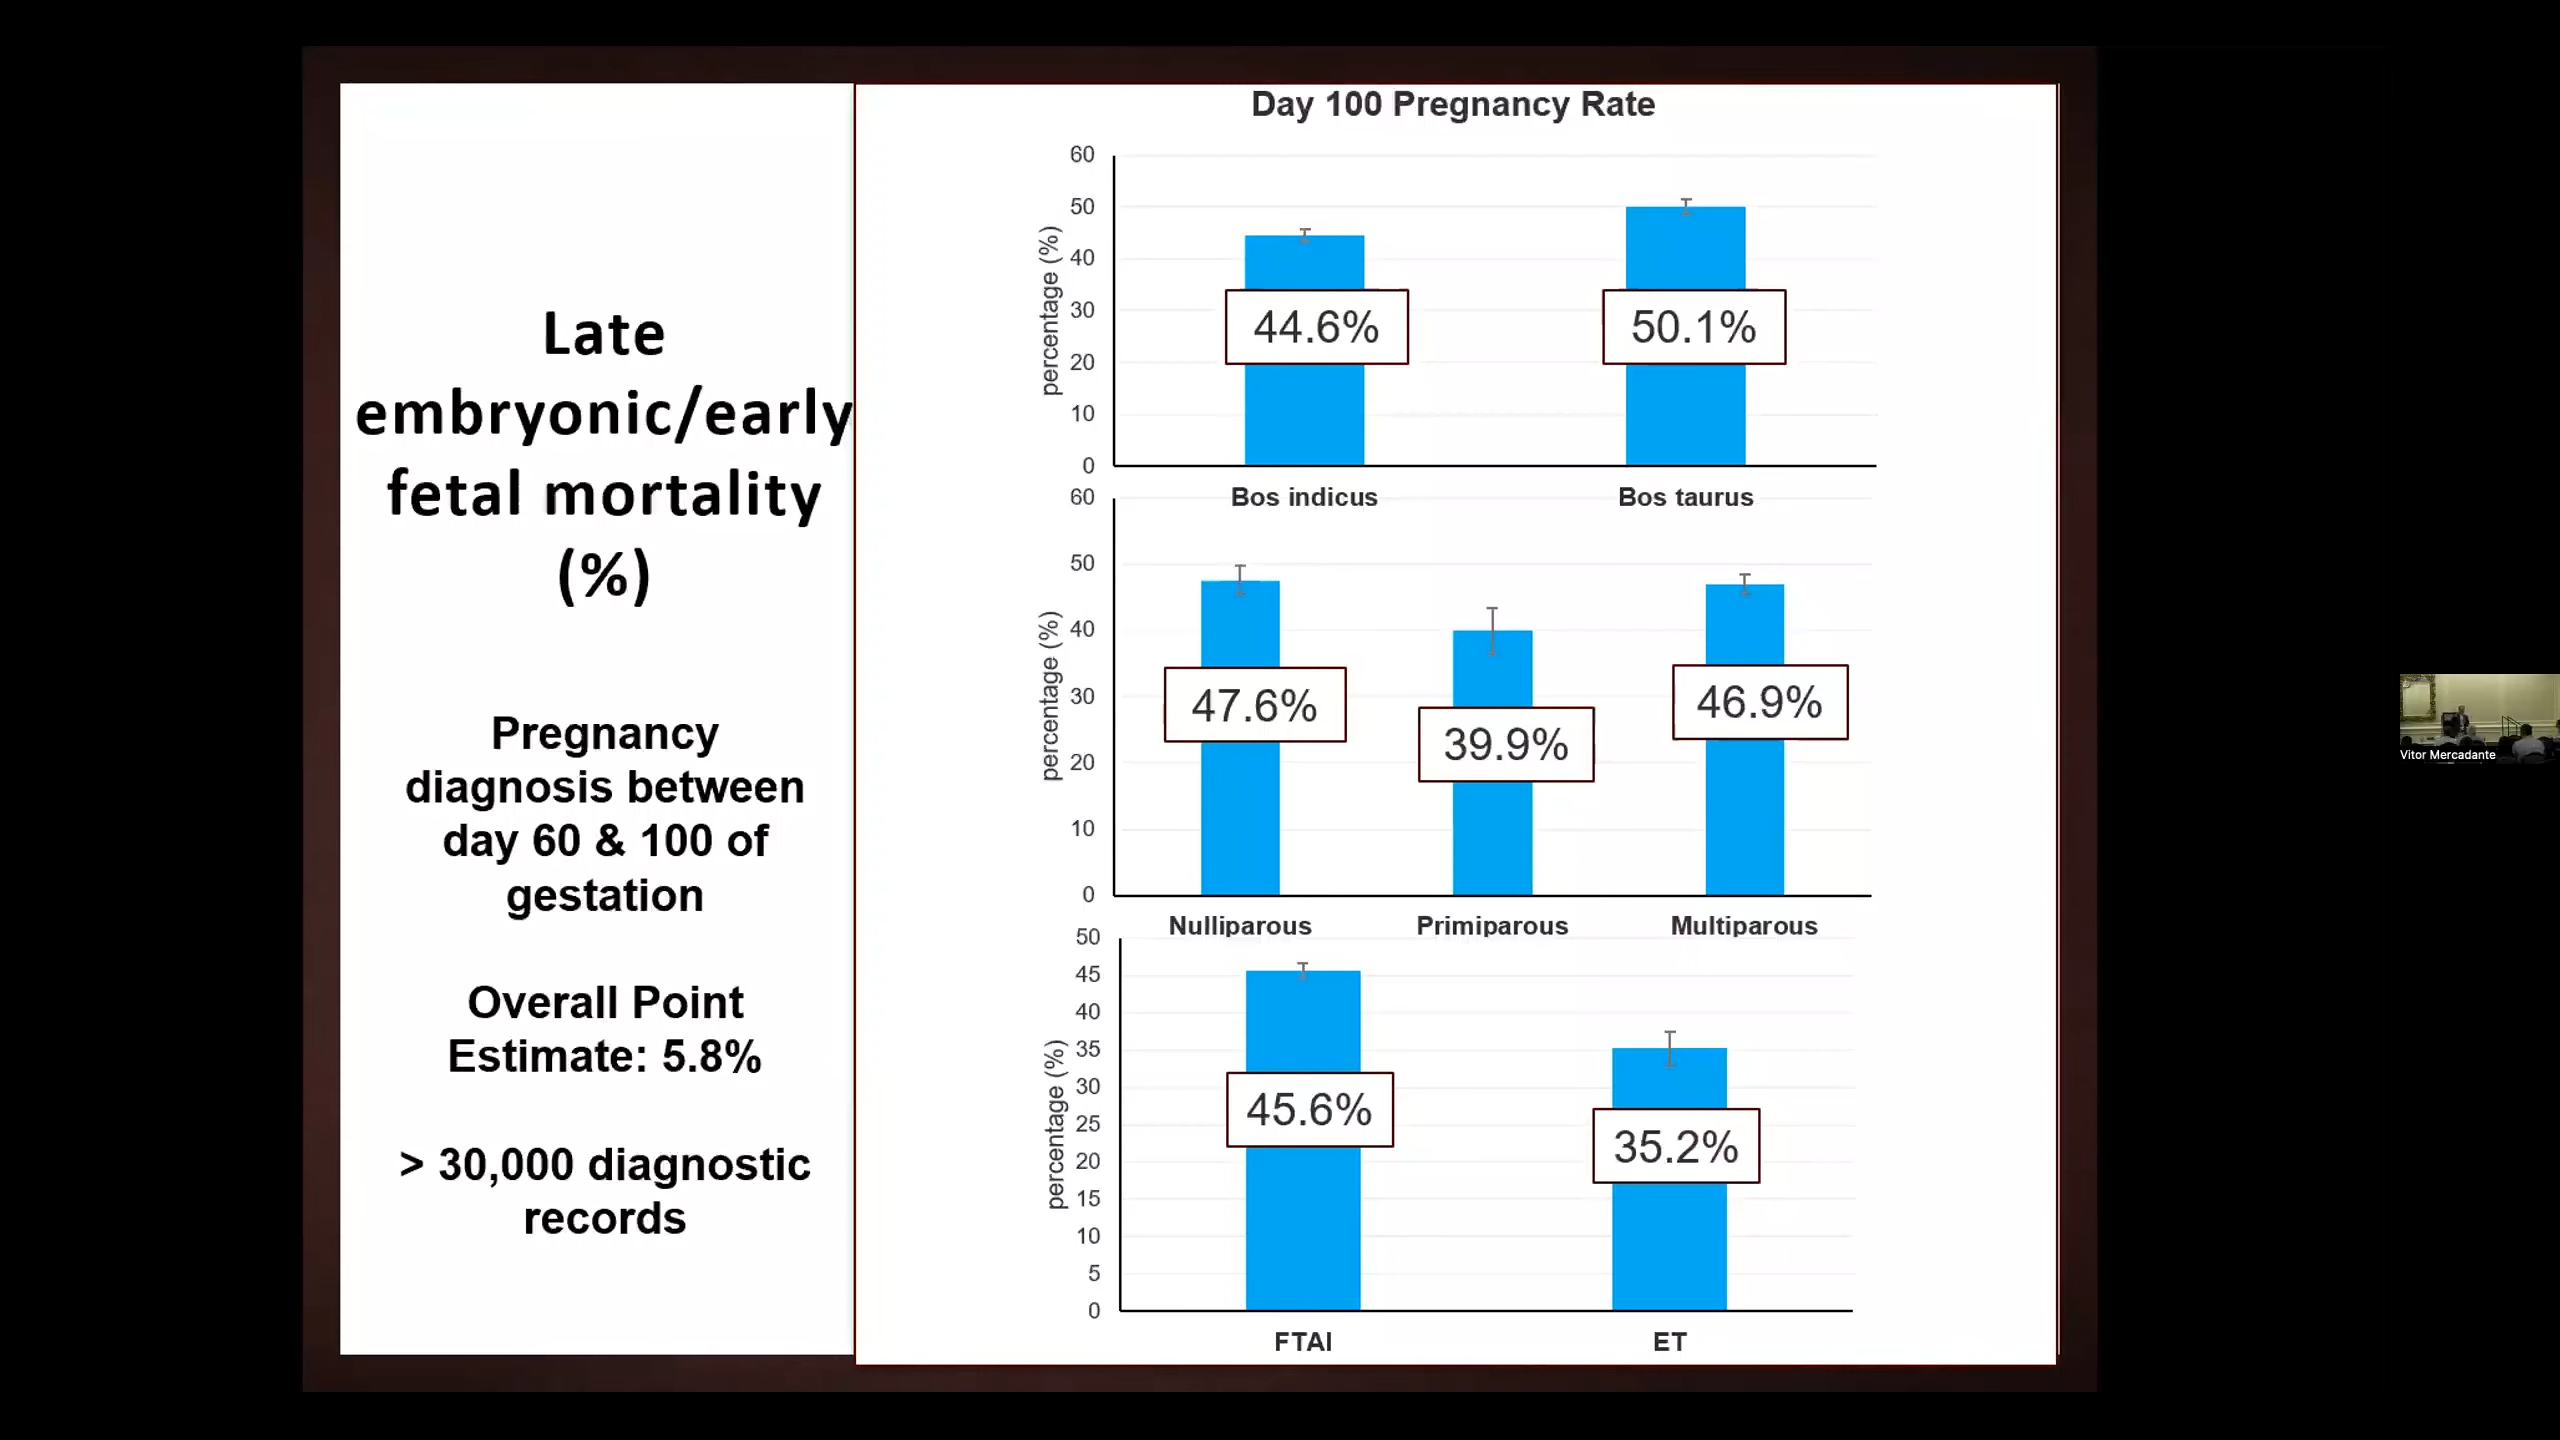 Late
embryonic/early
fetal mortality
(%)
Pregnancy
diagnosis between
day 60 & 100 of
gestation
Overall Point
Estimate: 5.8%
> 30,000 diagnostic
records
Day 100 Pregnancy Rate
percentage (%)
60
50
40
30
20
10
0
44.6%
50.1%
Bos indicus
Bos taurus
percentage (%)
60
50
40
30
20
10
0
47.6%
39.9%
46.9%
Nulliparous
Primiparous
Multiparous
percentage (%)
50
45
40
35
30
25
20
15
10
5
0
45.6%
35.2%
FTAI
ET
Vitor Mercadante